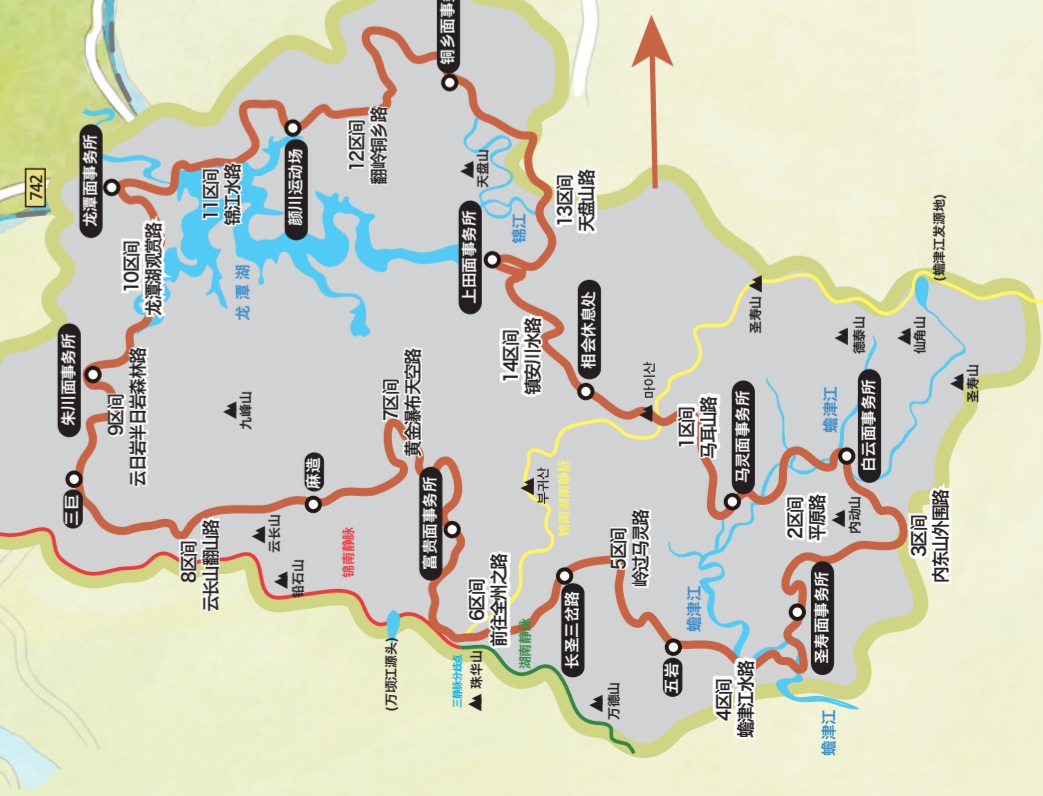 742
龙潭面事务所
铜乡面事
12区间
翻岭铜乡路
颜川运动场
11区间
锦江水路
10区间
龙潭湖观赏路
龙潭湖
朱川面事务所
9区间
云日岩半日岩森林路
三巨
九峰山
天盘山
锦江
13区间
天盘山路
上田面事务所
14区间
镇安川水路
相会休息处
마이산
圣寿山
(蟾津江发源地)
德泰山
仙角山
圣寿山
1区间
马耳山路
马灵面事务所
蟾津江
白云面事务所
2区间
平原路
内动山
3区间
内东山外围路
圣寿面事务所
4区间
蟾津江水路
蟾津江
蟾津江
五岩
5区间
岭过马灵路
长圣三岔路
万德山
6区间
前往全州之路
湖南静脉
三静脉分歧点
珠华山
(万顷江源头)
富贵面事务所
부귀산
锦南湖南静脉
7区间
黄金瀑布天空路
麻造
8区间
云长山翻山路
云长山
铅石山
锦南静脉